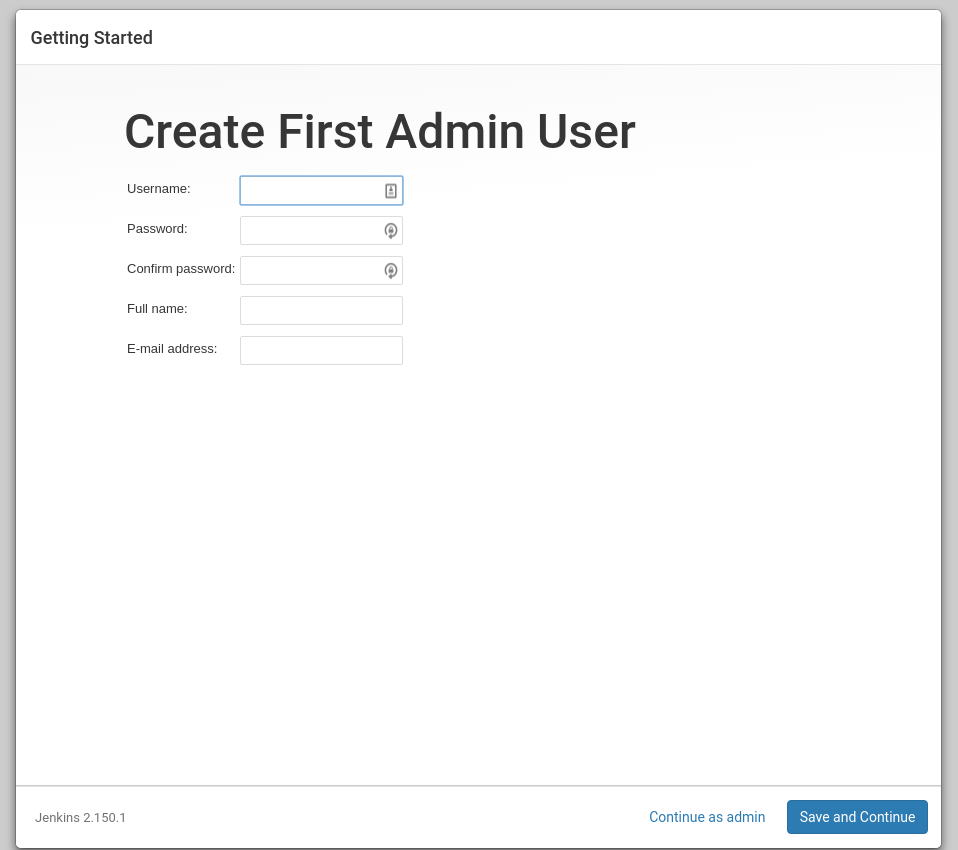 Getting Started
Create First Admin User
Username:
Password:
Confirm password:
Full name:
E-mail address:
Jenkins 2.150.1
Continue as admin
Save and Continue